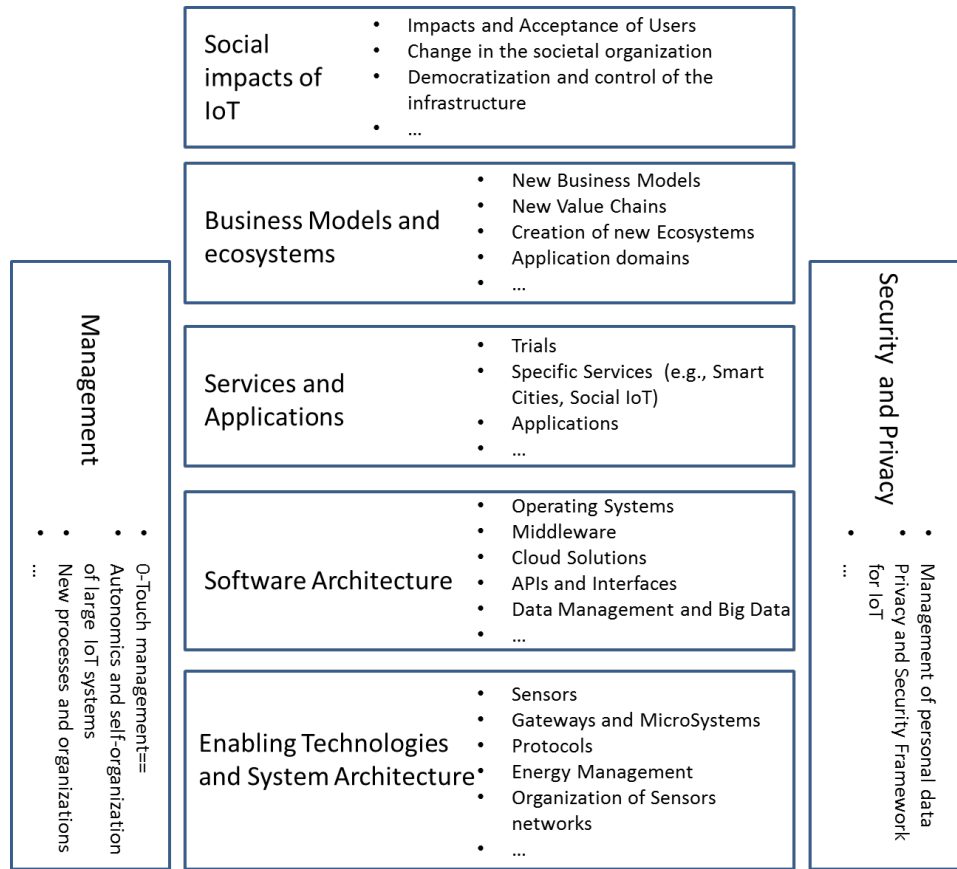 Social
impacts of
IoT
• Impacts and Acceptance of Users
• Change in the societal organization
• Democratization and control of the
infrastructure
• ...
Business Models and
ecosystems
• New Business Models
• New Value Chains
• Creation of new Ecosystems
• Application domains
• ...
Services and
Applications
• Trials
• Specific Services (e.g., Smart
Cities, Social IoT)
• Applications
• ...
Software Architecture
• Operating Systems
• Middleware
• Cloud Solutions
• APIs and Interfaces
• Data Management and Big Data
• ...
Enabling Technologies
and System Architecture
• Sensors
• Gateways and MicroSystems
• Protocols
• Energy Management
• Organization of Sensors
networks
• ...
Management
• 0-Touch management==
• Autonomics and self-organization
of large IoT systems
• New processes and organizations
• ...
Security and Privacy
• Management of personal data
• Privacy and Security Framework
for IoT
• ...